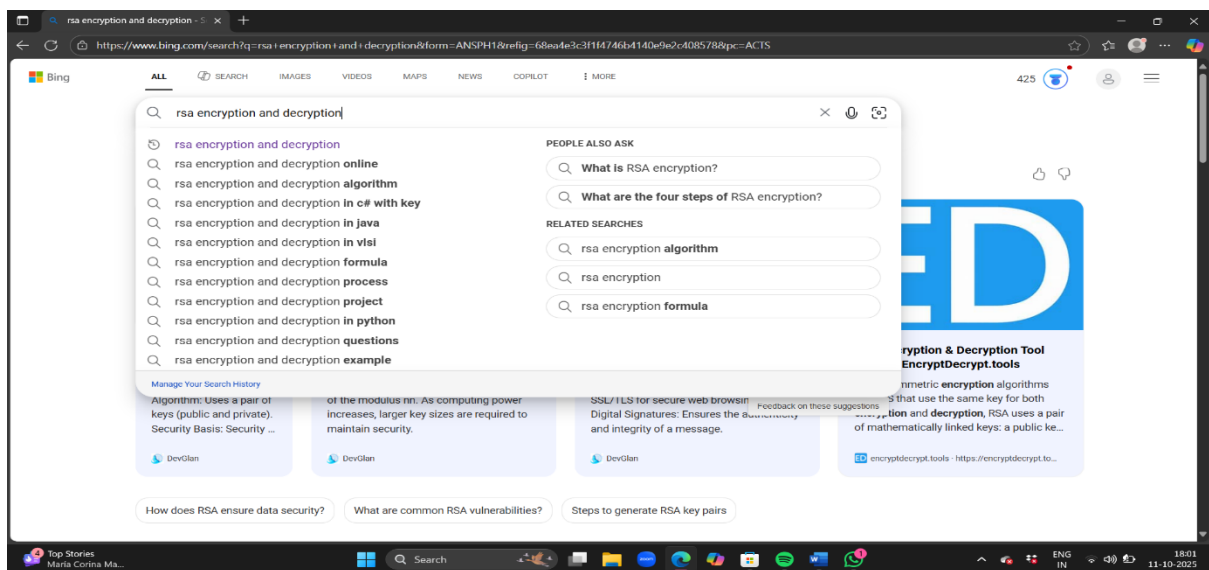 rsa encryption and decryption - S
https://www.bing.com/search?q=rsa+encryption+and+decryption&form=ANSPH1&refig=68ea4e3c3f1f4746b4140e9e2c408578&pc=ACTS
Bing
ALL
SEARCH
IMAGES
VIDEOS
MAPS
NEWS
COPILOT
MORE
425
rsa encryption and decryption
rsa encryption and decryption
rsa encryption and decryption online
rsa encryption and decryption algorithm
rsa encryption and decryption in c# with key
rsa encryption and decryption in java
rsa encryption and decryption in vlsi
rsa encryption and decryption formula
rsa encryption and decryption process
rsa encryption and decryption project
rsa encryption and decryption in python
rsa encryption and decryption questions
rsa encryption and decryption example
Manage Your Search History
PEOPLE ALSO ASK
What is RSA encryption?
What are the four steps of RSA encryption?
RELATED SEARCHES
rsa encryption algorithm
rsa encryption
rsa encryption formula
Feedback on these suggestions
Algorithm: Uses a pair of
keys (public and private).
Security Basis: Security ...
DevGlan
of the modulus nn. As computing power
increases, larger key sizes are required to
maintain security.
DevGlan
SSL/TLS for secure web browsin
Digital Signatures: Ensures the authenticity
and integrity of a message.
DevGlan
ED
ryption & Decryption Tool
EncryptDecrypt.tools
nmetric encryption algorithms
that use the same key for both
encryption and decryption, RSA uses a pair
of mathematically linked keys: a public ke...
ED encryptdecrypt.tools · https://encryptdecrypt.to...
How does RSA ensure data security?
What are common RSA vulnerabilities?
Steps to generate RSA key pairs
4
Top Stories
Maria Corina Ma...
Search
zoom
W
1
ENG
IN
18:01
11-10-2025